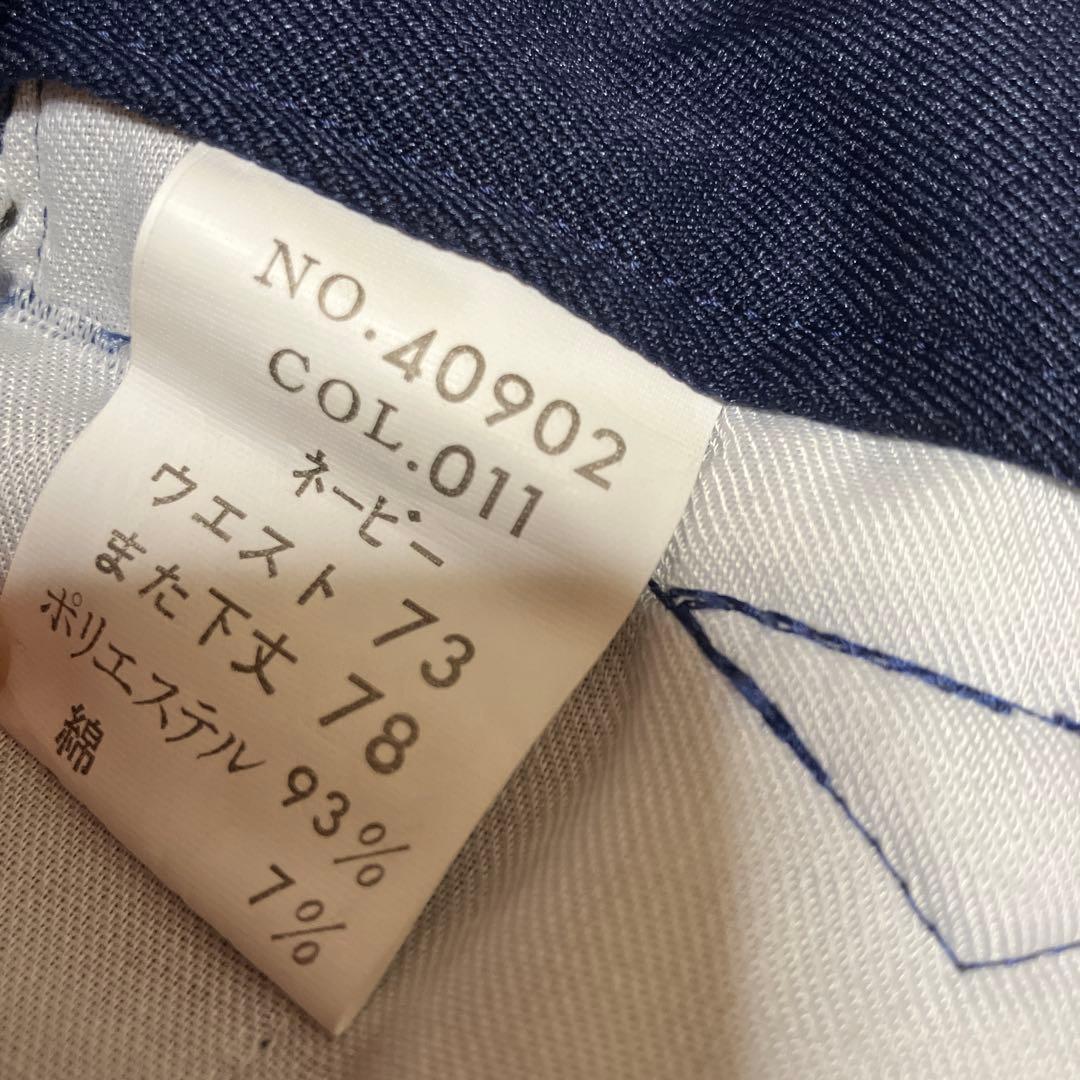 NO.40902
COL.011
ネービー
ウエスト 73
また下丈 78
ポリエステル 93%
綿 7%